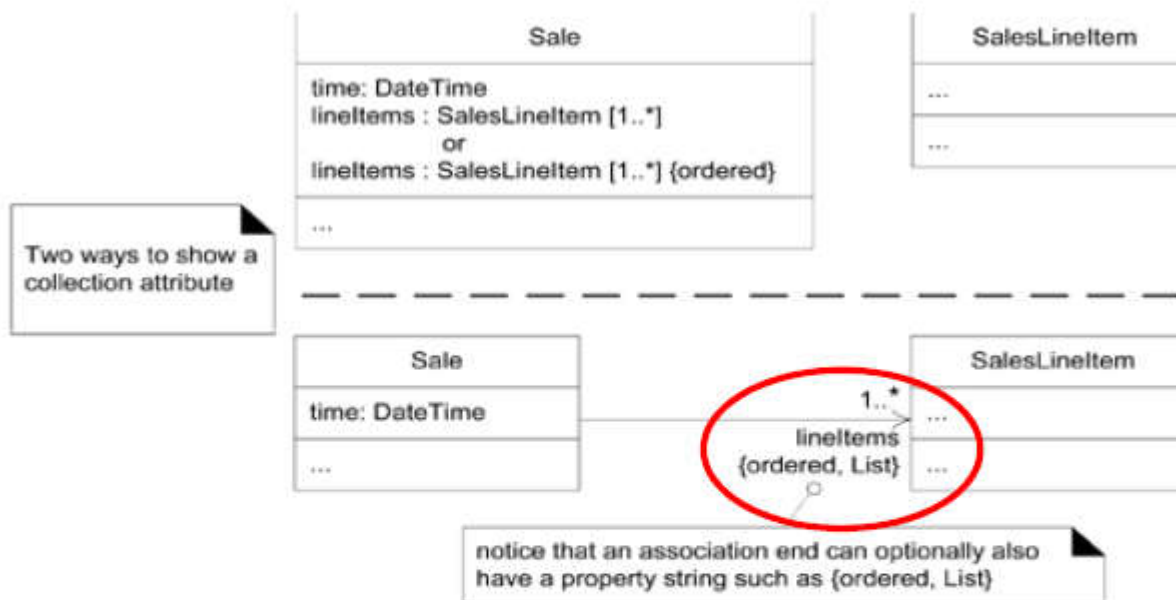 Sale
time: DateTime
lineItems : SalesLineItem [1..*]
or
lineItems : SalesLineItem [1..*] {ordered}
...
SalesLineItem
...
...
Two ways to show a
collection attribute
Sale
time: DateTime
...
1..*
lineItems
{ordered, List}
SalesLineItem
...
...
notice that an association end can optionally also
have a property string such as {ordered, List}